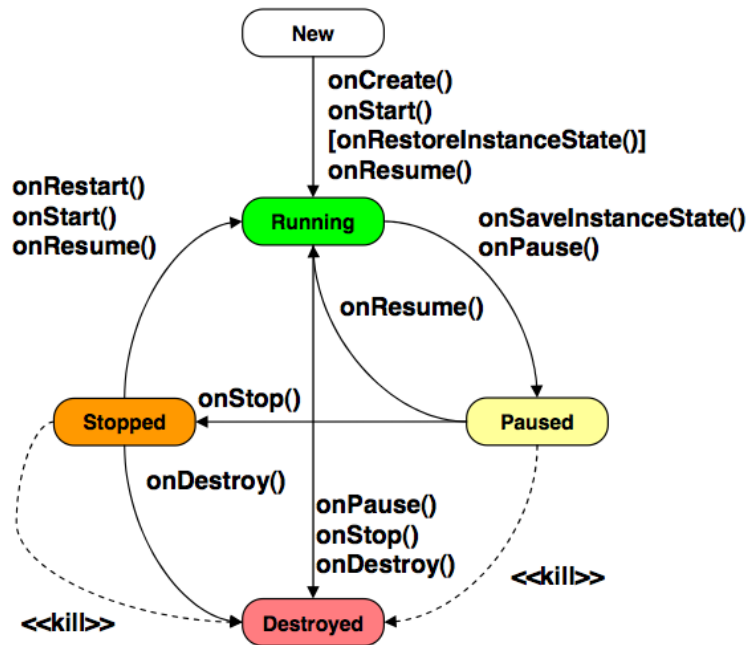 New
onCreate()
onStart()
[onRestoreInstanceState()]
onResume()
onRestart()
onStart()
onResume()
Running
onSaveInstanceState()
onPause()
onResume()
onStop()
Stopped
Paused
onDestroy()
onPause()
onStop()
onDestroy()
<<kill>>
<<kill>>
Destroyed